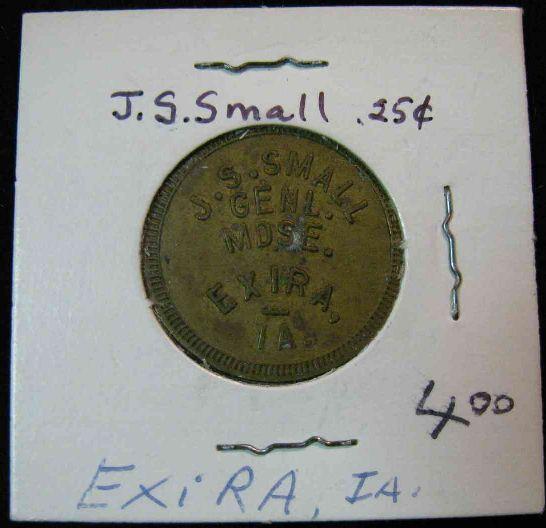 J.S.Small .25¢
J.S.SMALL
GENL.
MDSE.
EXIRA,
IA.
4.00
EXiRA, IA.